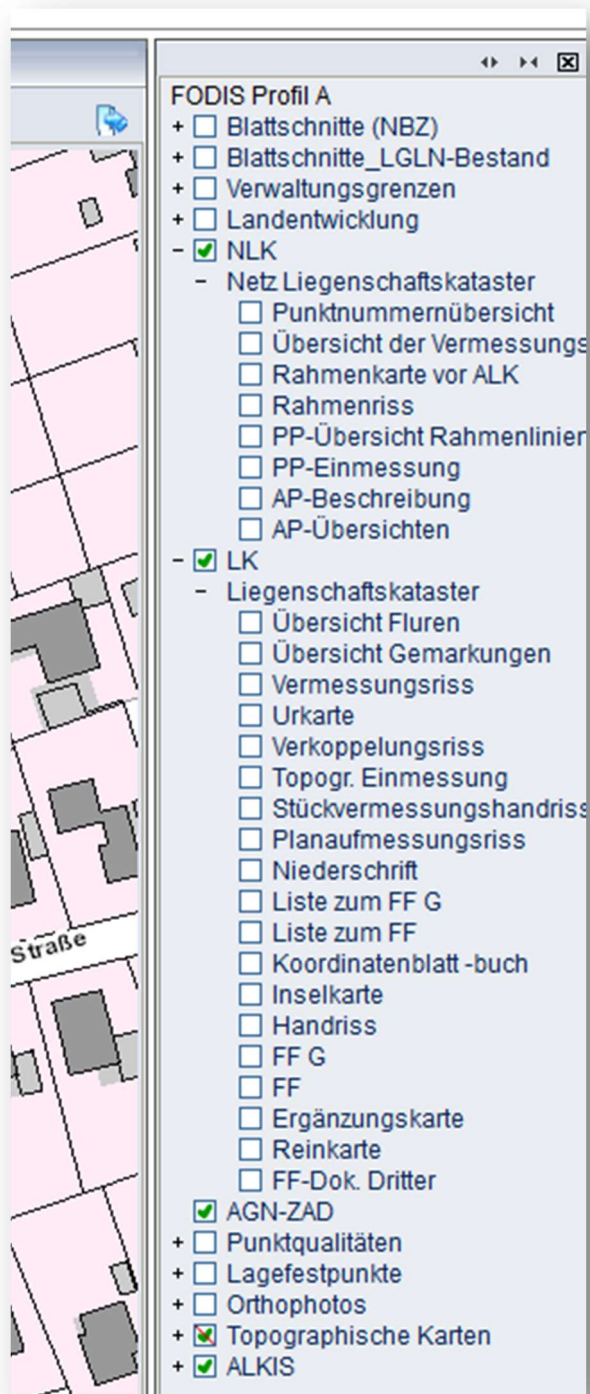 FODIS Profil A
+ Blattschnitte (NBZ)
+ Blattschnitte_LGLN-Bestand
+ Verwaltungsgrenzen
+ Landentwicklung
- NLK
- Netz Liegenschaftskataster
Punktnummernübersicht
Übersicht der Vermessungs
Rahmenkarte vor ALK
Rahmenriss
PP-Übersicht Rahmenlinien
PP-Einmessung
AP-Beschreibung
AP-Übersichten
- LK
- Liegenschaftskataster
Übersicht Fluren
Übersicht Gemarkungen
Vermessungsriss
Urkarte
Verkoppelungsriss
Topogr. Einmessung
Stückvermessungshandriss
Planaufmessungsriss
Niederschrift
Liste zum FF G
Liste zum FF
Koordinatenblatt -buch
Inselkarte
Handriss
FF G
FF
Ergänzungskarte
Reinkarte
FF-Dok. Dritter
AGN-ZAD
+ Punktqualitäten
+ Lagefestpunkte
+ Orthophotos
+ Topographische Karten
+ ALKIS
Straße